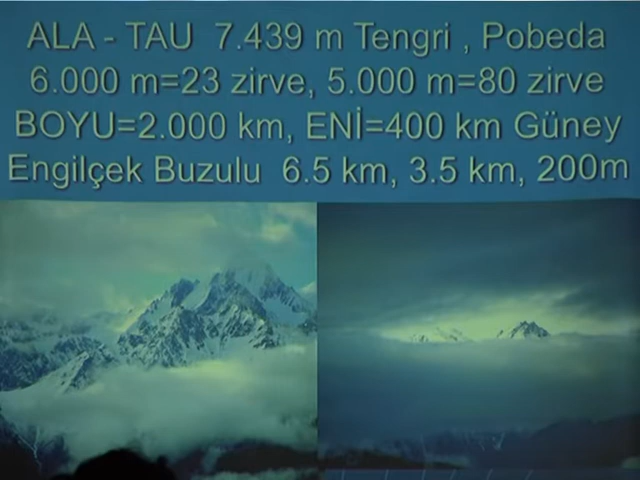 ALA - TAU 7.439 m Tengri , Pobeda
6.000 m=23 zirve, 5.000 m=80 zirve
BOYU=2.000 km, ENİ=400 km Güney
Engilçek Buzulu 6.5 km, 3.5 km, 200m